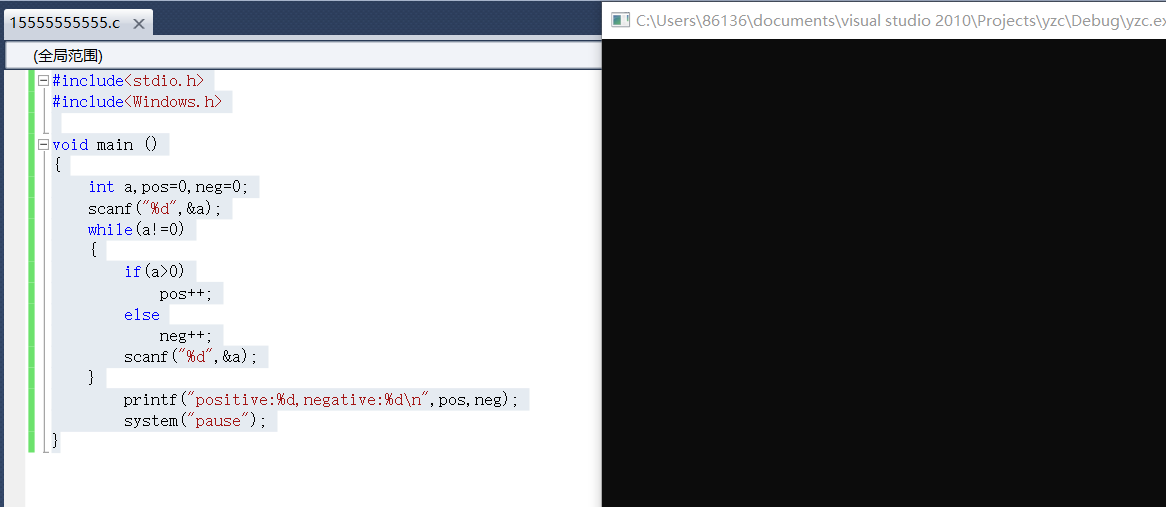 15555555555.c
C:\Users\86136\documents\visual studio 2010\Projects\yzc\Debug\yzc.ex
(全局范围)
#include<stdio.h>
#include<Windows.h>
void main ()
{
int a,pos=0,neg=0;
scanf("%d",&a);
while(a!=0)
{
if(a>0)
pos++;
else
neg++;
scanf("%d",&a);
}
printf("positive:%d,negative:%d\n",pos,neg);
system("pause");
}